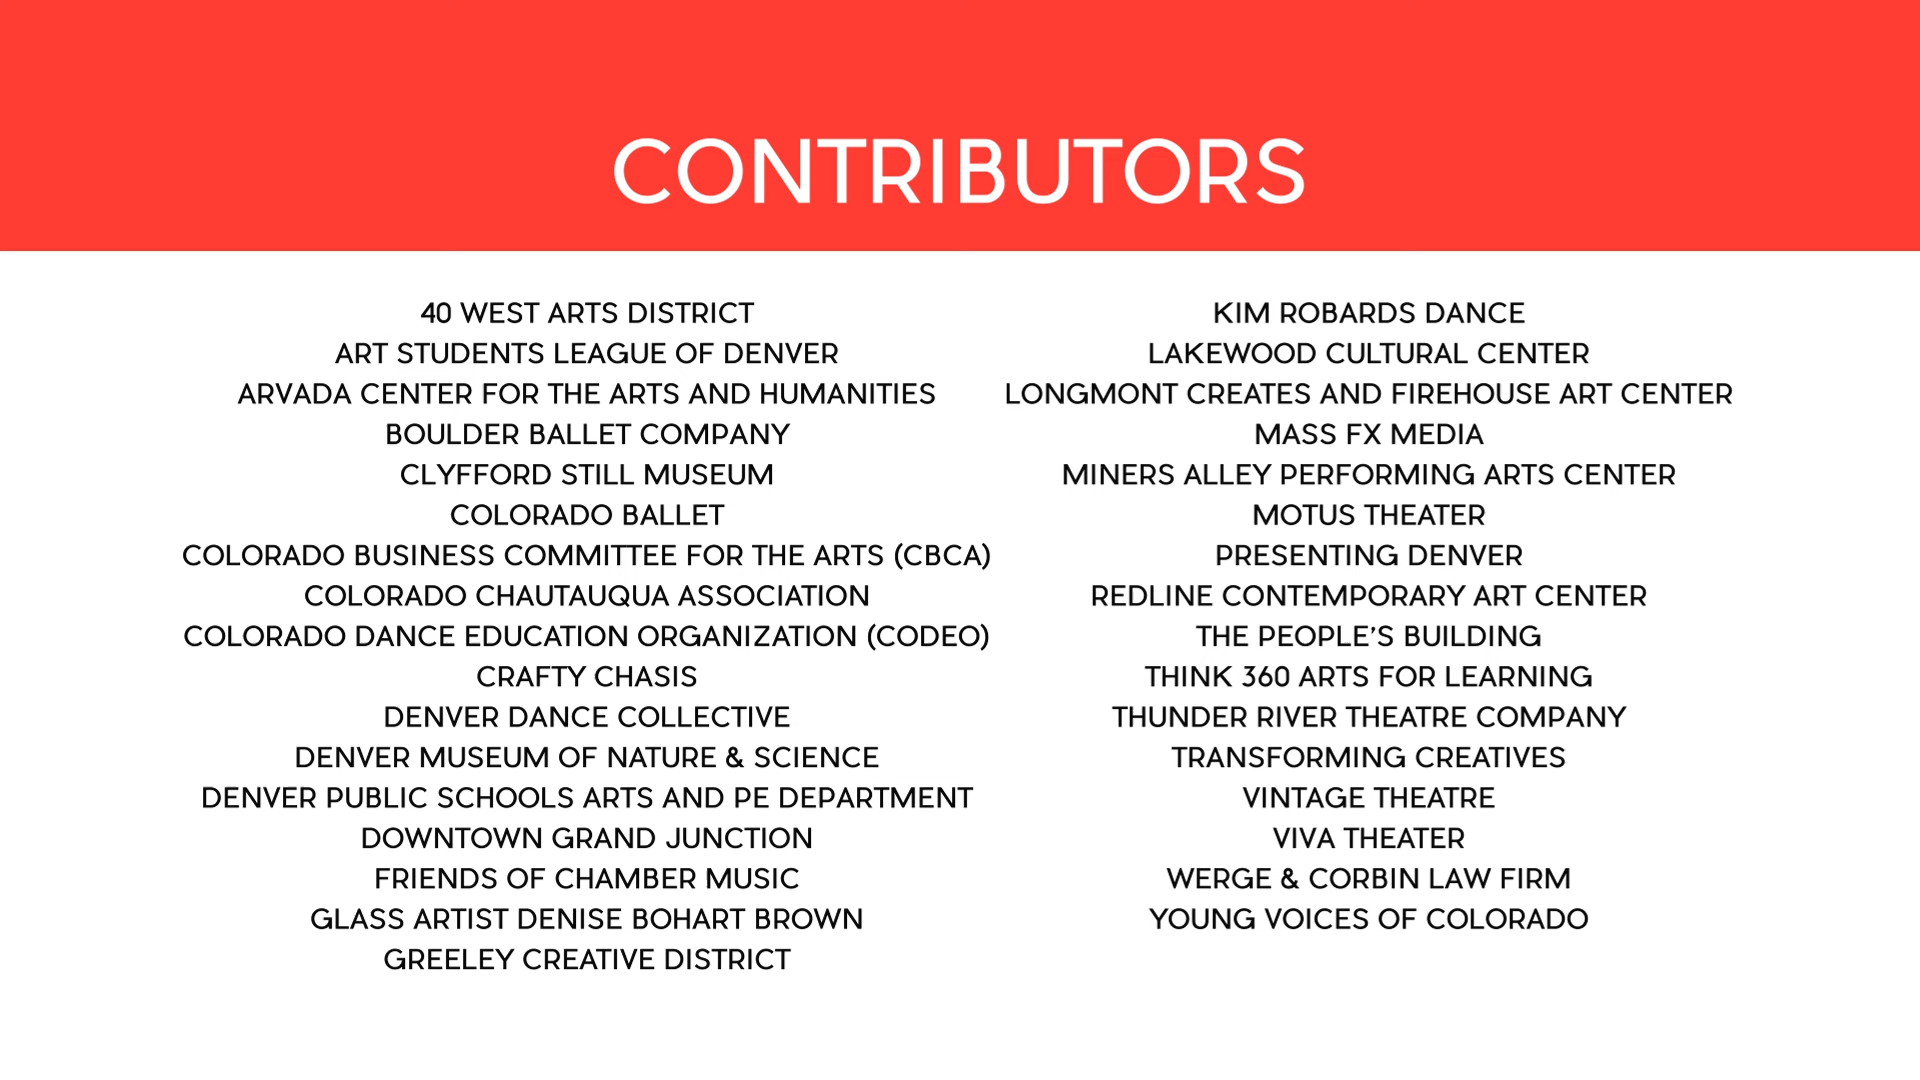 CONTRIBUTORS
40 WEST ARTS DISTRICT
ART STUDENTS LEAGUE OF DENVER
ARVADA CENTER FOR THE ARTS AND HUMANITIES
BOULDER BALLET COMPANY
CLYFFORD STILL MUSEUM
COLORADO BALLET
COLORADO BUSINESS COMMITTEE FOR THE ARTS (CBCA)
COLORADO CHAUTAUQUA ASSOCIATION
COLORADO DANCE EDUCATION ORGANIZATION (CODEO)
CRAFTY CHASIS
DENVER DANCE COLLECTIVE
DENVER MUSEUM OF NATURE & SCIENCE
DENVER PUBLIC SCHOOLS ARTS AND PE DEPARTMENT
DOWNTOWN GRAND JUNCTION
FRIENDS OF CHAMBER MUSIC
GLASS ARTIST DENISE BOHART BROWN
GREELEY CREATIVE DISTRICT
KIM ROBARDS DANCE
LAKEWOOD CULTURAL CENTER
LONGMONT CREATES AND FIREHOUSE ART CENTER
MASS FX MEDIA
MINERS ALLEY PERFORMING ARTS CENTER
MOTUS THEATER
PRESENTING DENVER
REDLINE CONTEMPORARY ART CENTER
THE PEOPLE’S BUILDING
THINK 360 ARTS FOR LEARNING
THUNDER RIVER THEATRE COMPANY
TRANSFORMING CREATIVES
VINTAGE THEATRE
VIVA THEATER
WERGE & CORBIN LAW FIRM
YOUNG VOICES OF COLORADO